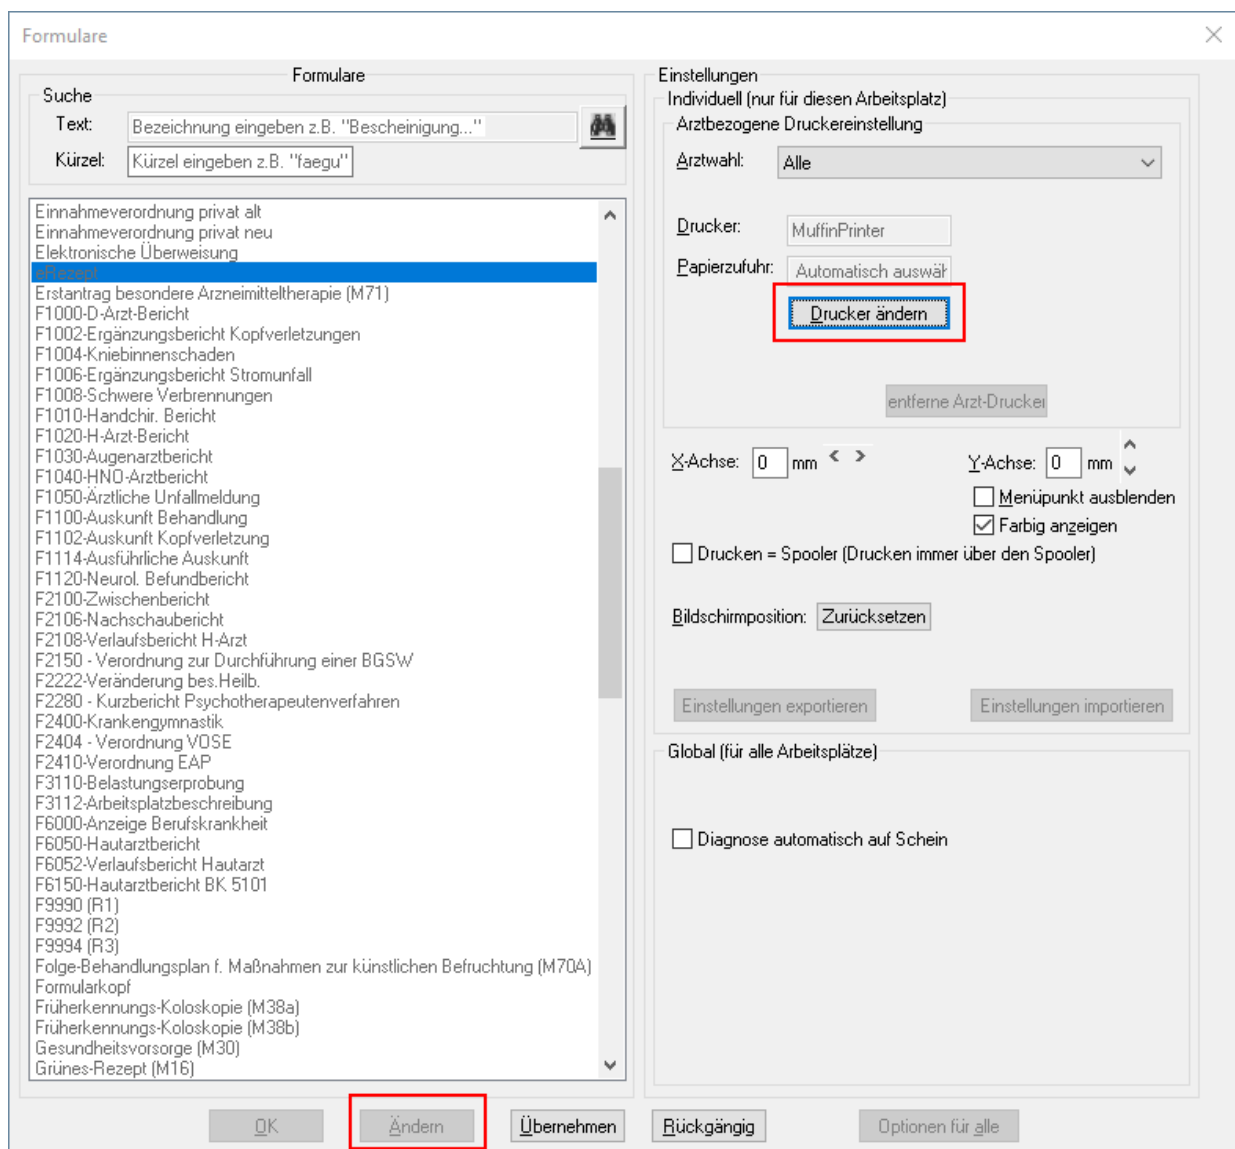 Formulare
Formulare
Suche
Text: Bezeichnung eingeben z.B. "Bescheinigung..."
Kürzel: Kürzel eingeben z.B. "faegu"
Einnahmeverordnung privat alt
Einnahmeverordnung privat neu
Elektronische Überweisung
eRezept
Erstantrag besondere Arzneimitteltherapie (M71)
F1000-D-Arzt-Bericht
F1002-Ergänzungsbericht Kopfverletzungen
F1004-Kniebinnenschaden
F1006-Ergänzungsbericht Stromunfall
F1008-Schwere Verbrennungen
F1010-Handchir. Bericht
F1020-H-Arzt-Bericht
F1030-Augenarztbericht
F1040-HNO-Arztbericht
F1050-Ärztliche Unfallmeldung
F1100-Auskunft Behandlung
F1102-Auskunft Kopfverletzung
F1114-Ausführliche Auskunft
F1120-Neurol. Befundbericht
F2100-Zwischenbericht
F2106-Nachschaubericht
F2108-Verlaufsbericht H-Arzt
F2150 - Verordnung zur Durchführung einer BGSW
F2222-Veränderung bes.Heilb.
F2280 - Kurzbericht Psychotherapeutenverfahren
F2400-Krankengymnastik
F2404 - Verordnung VOSE
F2410-Verordnung EAP
F3110-Belastungserprobung
F3112-Arbeitsplatzbeschreibung
F6000-Anzeige Berufskrankheit
F6050-Hautarztbericht
F6052-Verlaufsbericht Hautarzt
F6150-Hautarztbericht BK 5101
F9990 (R1)
F9992 (R2)
F9994 (R3)
Folge-Behandlungsplan f. Maßnahmen zur künstlichen Befruchtung (M70A)
Formularkopf
Früherkennungs-Koloskopie (M38a)
Früherkennungs-Koloskopie (M38b)
Gesundheitsvorsorge (M30)
Grünes-Rezept (M16)
Einstellungen
Individuell (nur für diesen Arbeitsplatz)
Arztbezogene Druckereinstellung
Arztwahl: Alle
Drucker: MuffinPrinter
Papierzufuhr: Automatisch auswäh
Drucker ändern
entferne Arzt-Drucker
X-Achse: 0 mm Y-Achse: 0 mm
Menüpunkt ausblenden
Farbig anzeigen
Drucken = Spooler (Drucken immer über den Spooler)
Bildschirmposition: Zurücksetzen
Einstellungen exportieren Einstellungen importieren
Global (für alle Arbeitsplätze)
Diagnose automatisch auf Schein
OK Ändern Übernehmen Rückgängig Optionen für alle